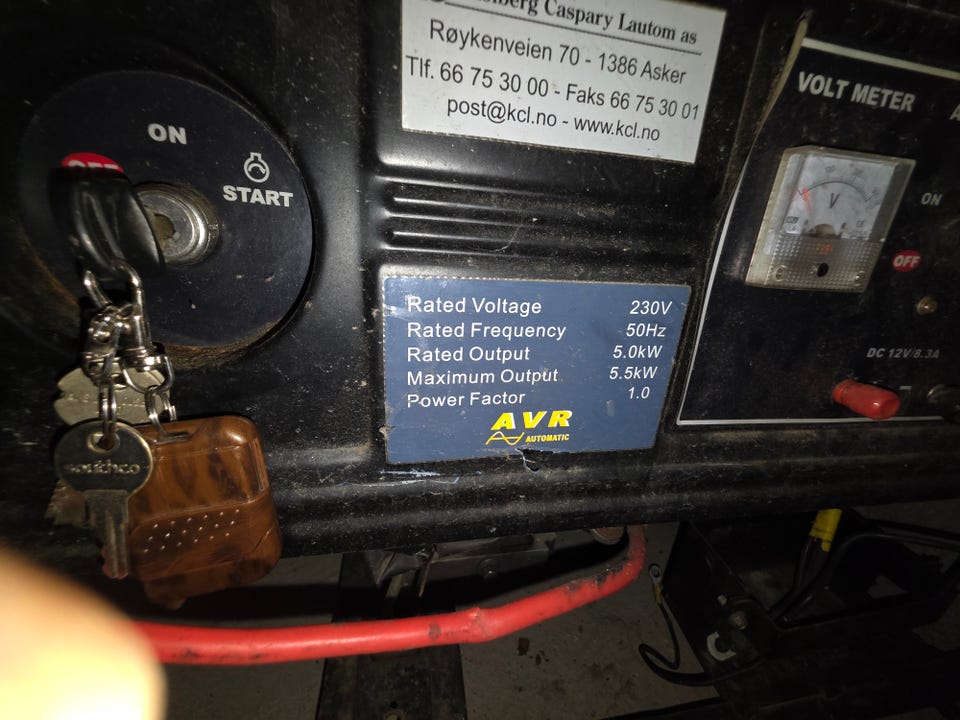 Caspary Lautom as
Røykenveien 70 - 1386 Asker
Tlf. 66 75 30 00 - Faks 66 75 30 01
post@kcl.no - www.kcl.no
ON
OFF
START
VOLT METER
V
ON
OFF
DC 12V/8.3A
Rated Voltage 230V
Rated Frequency 50Hz
Rated Output 5.0kW
Maximum Output 5.5kW
Power Factor 1.0
AVR
AUTOMATIC